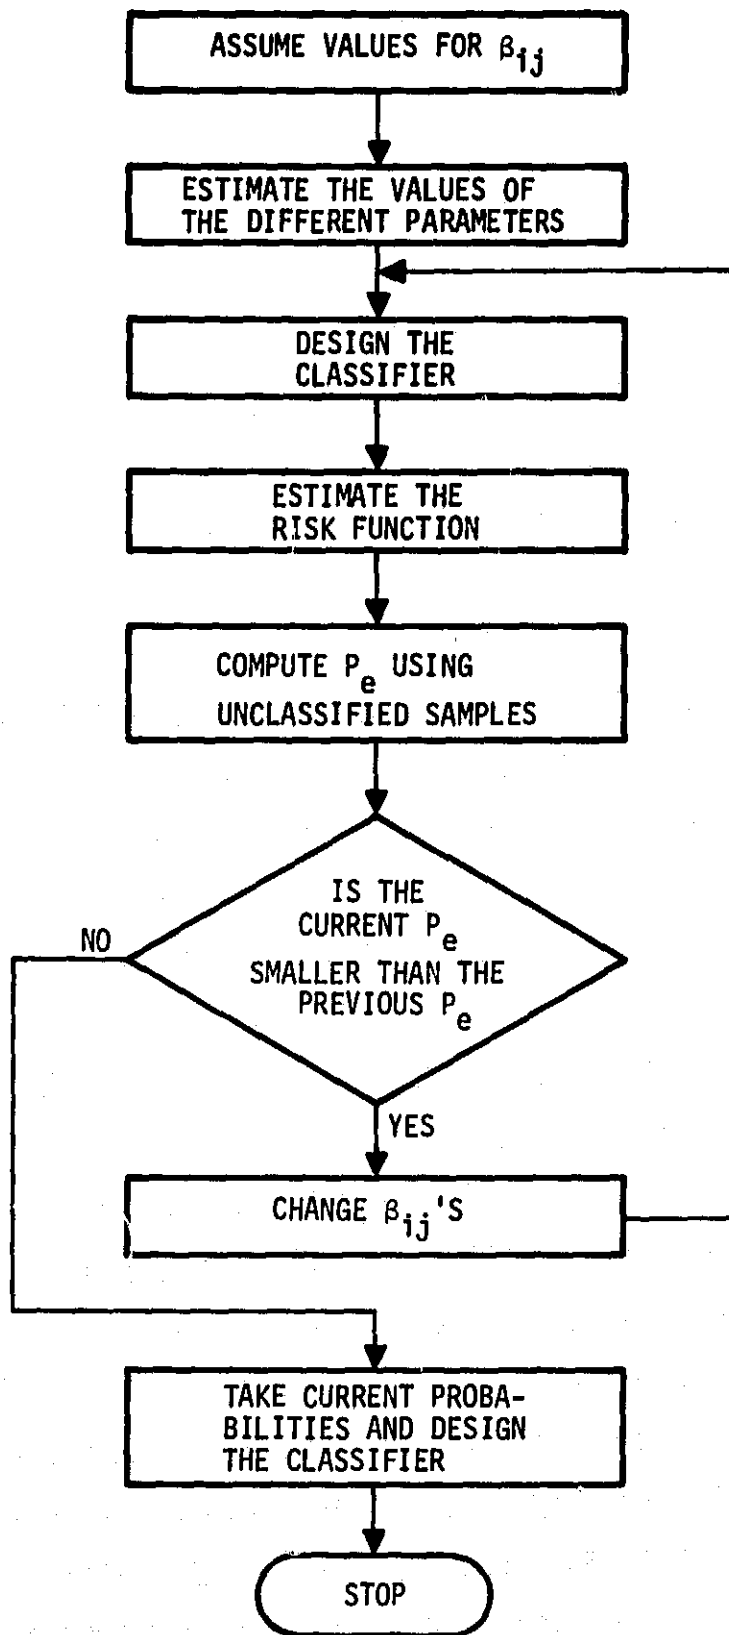 ASSUME VALUES FOR βij
ESTIMATE THE VALUES OF
THE DIFFERENT PARAMETERS
DESIGN THE
CLASSIFIER
ESTIMATE THE
RISK FUNCTION
COMPUTE Pe USING
UNCLASSIFIED SAMPLES
IS THE
CURRENT Pe
SMALLER THAN THE
PREVIOUS Pe
NO
YES
CHANGE βij'S
TAKE CURRENT PROBA-
BILITIES AND DESIGN
THE CLASSIFIER
STOP